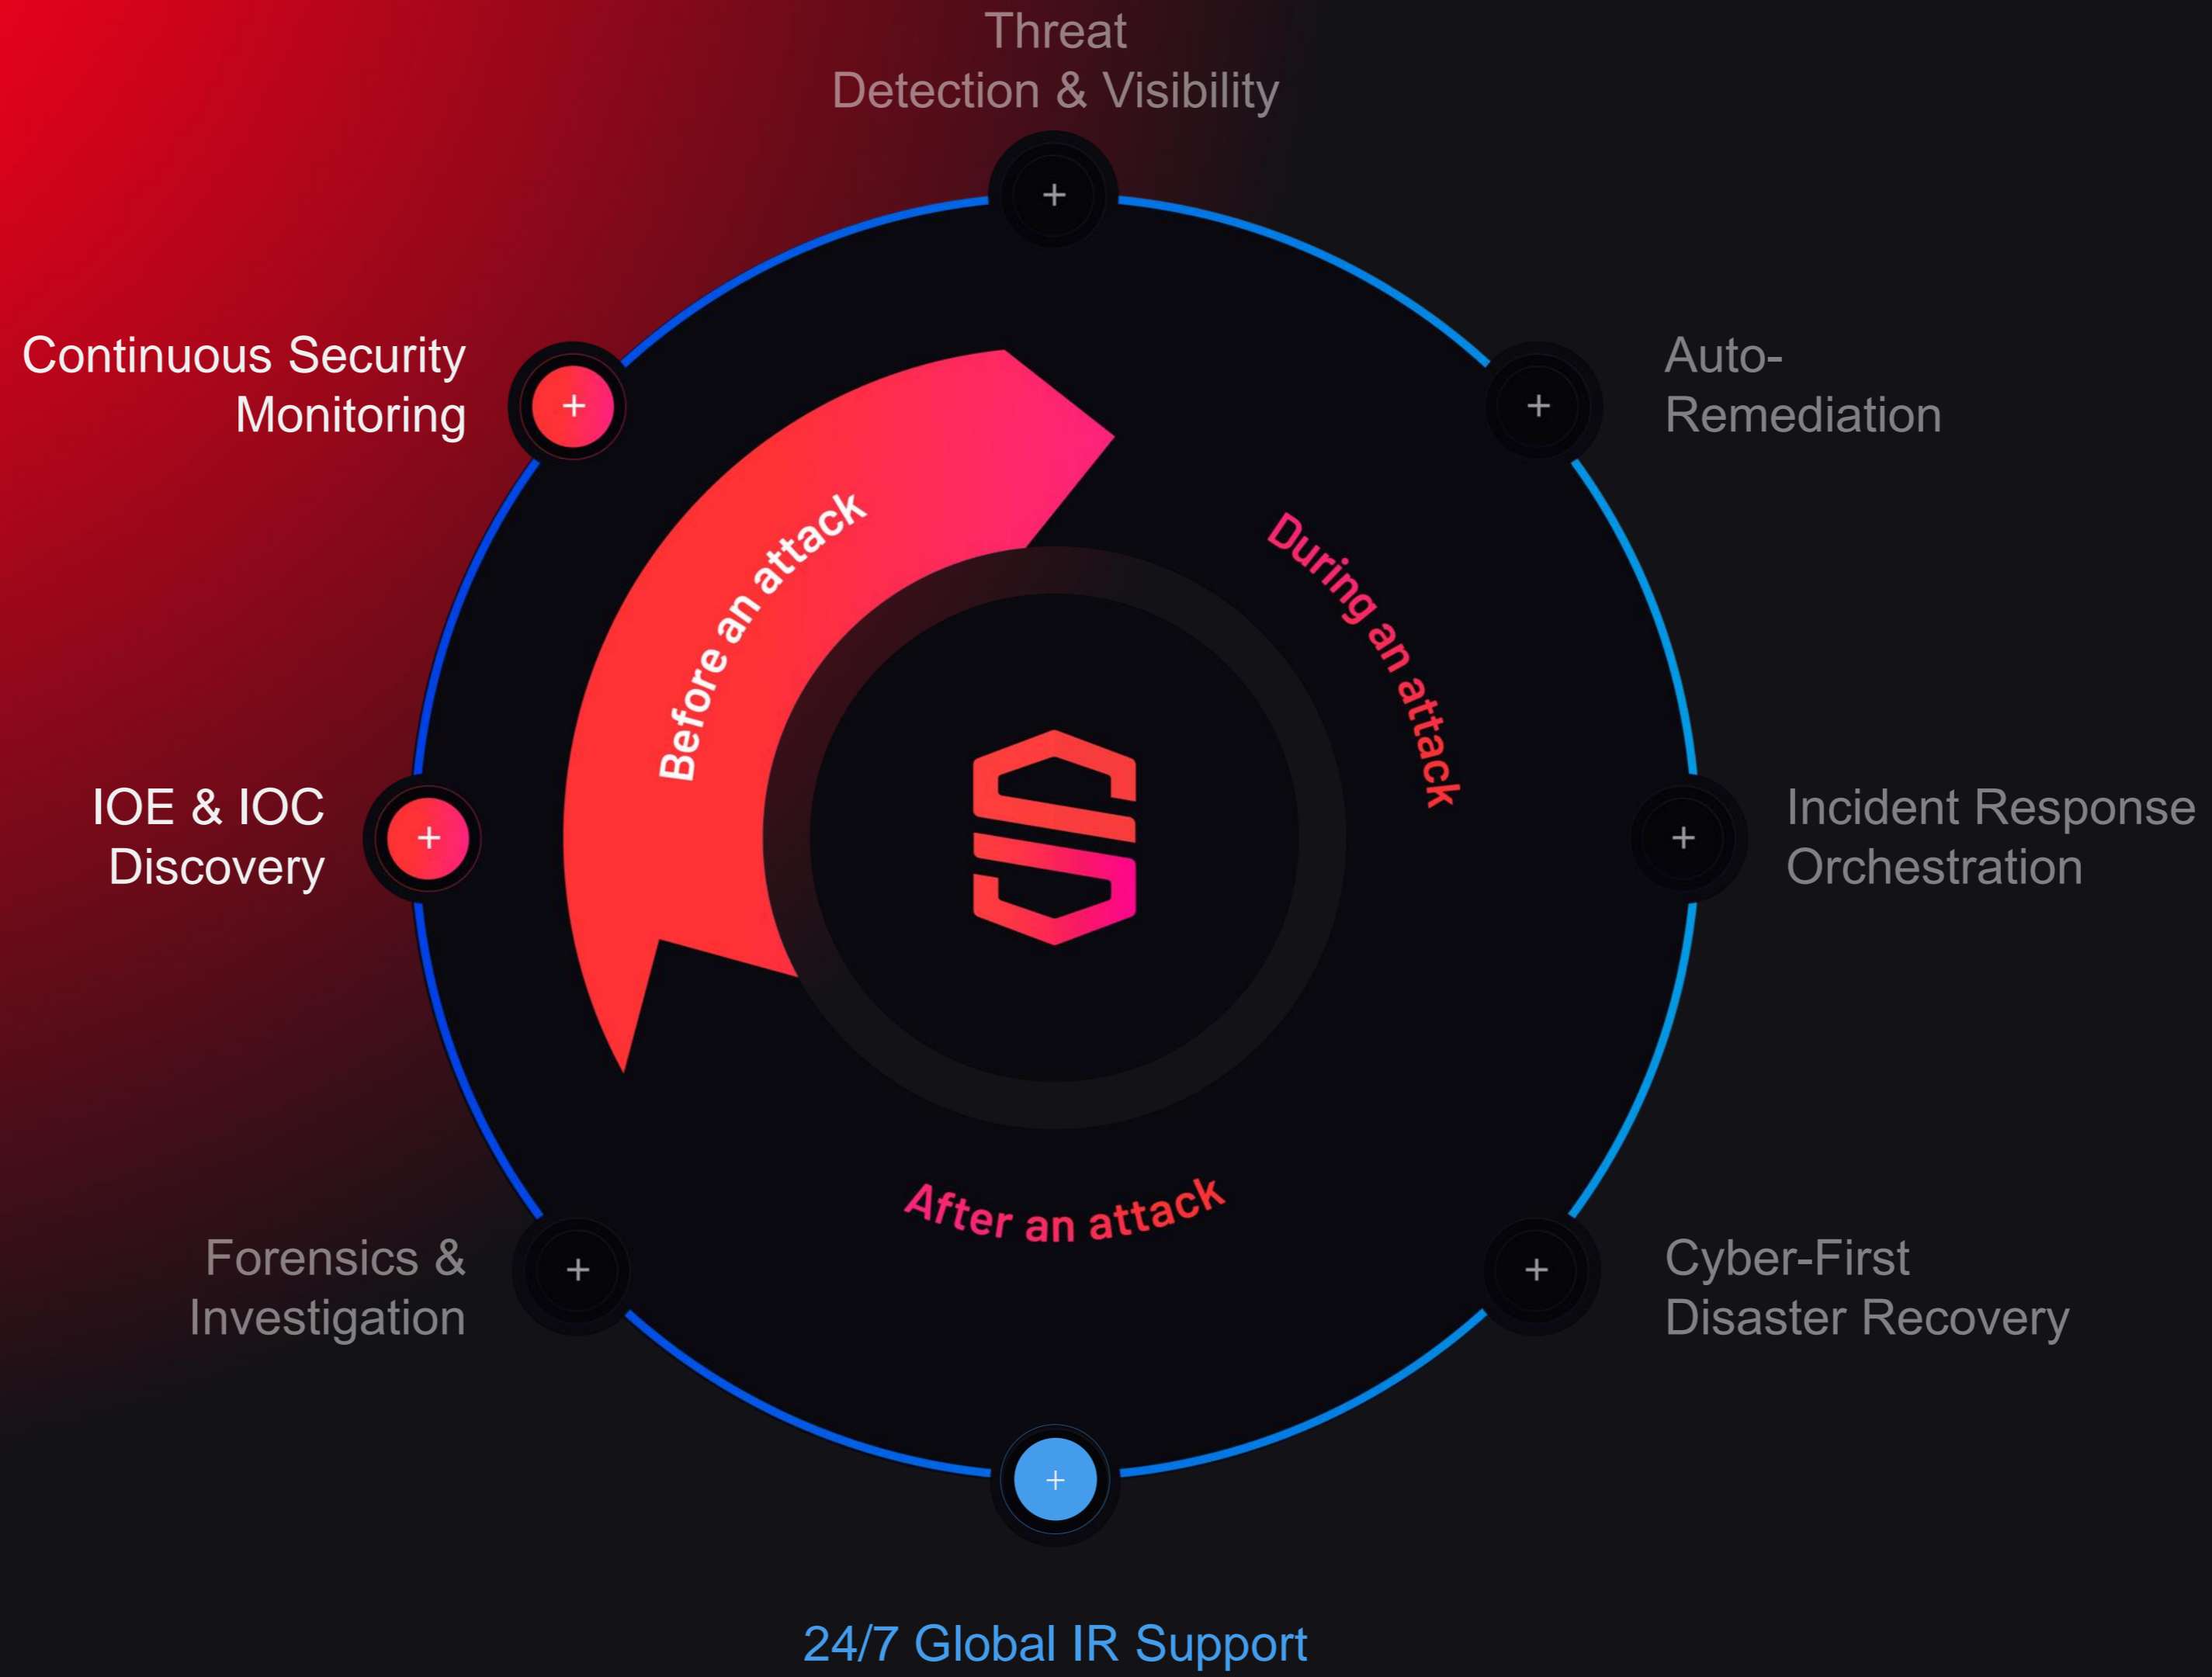 Threat
Detection & Visibility
Continuous Security
Monitoring
Auto-
Remediation
Before an attack
During an attack
IOE & IOC
Discovery
Incident Response
Orchestration
After an attack
Forensics &
Investigation
Cyber-First
Disaster Recovery
24/7 Global IR Support